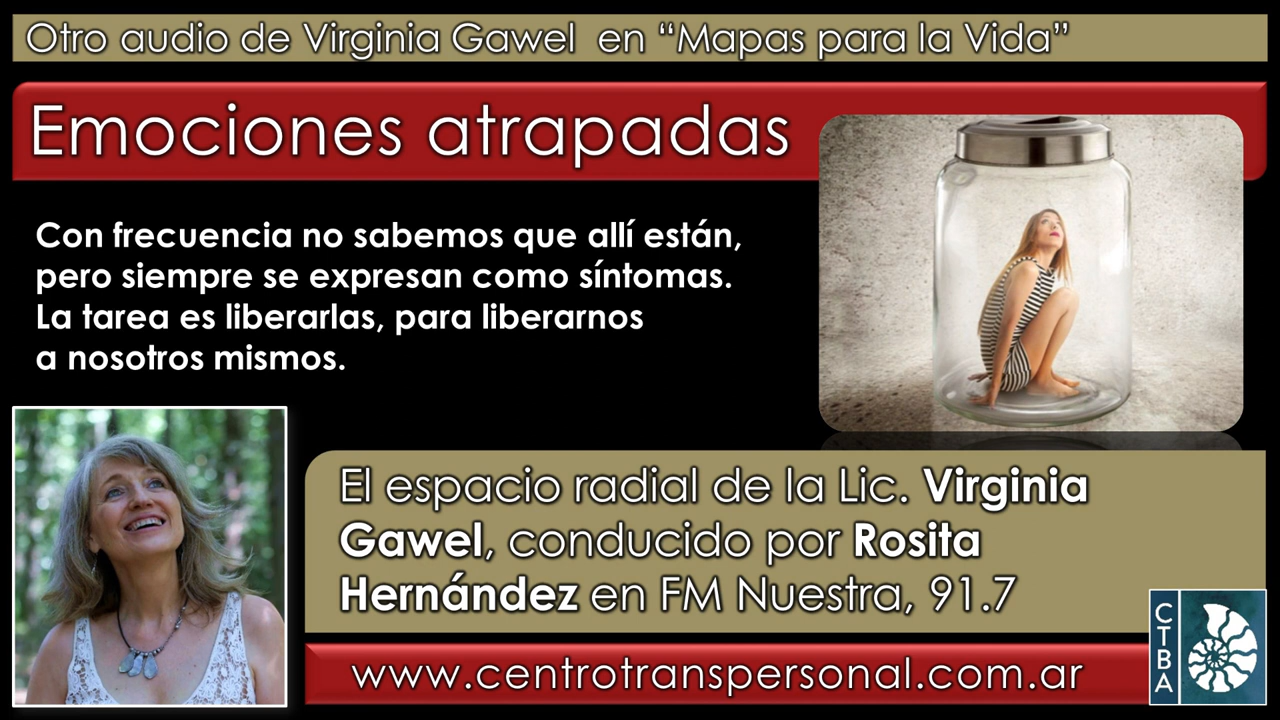 Otro audio de Virginia Gawel en “Mapas para la Vida”
Emociones atrapadas
Con frecuencia no sabemos que allí están,
pero siempre se expresan como síntomas.
La tarea es liberarlas, para liberarnos
a nosotros mismos.
El espacio radial de la Lic. Virginia
Gawel, conducido por Rosita
Hernández en FM Nuestra, 91.7
www.centrotranspersonal.com.ar
CTBA